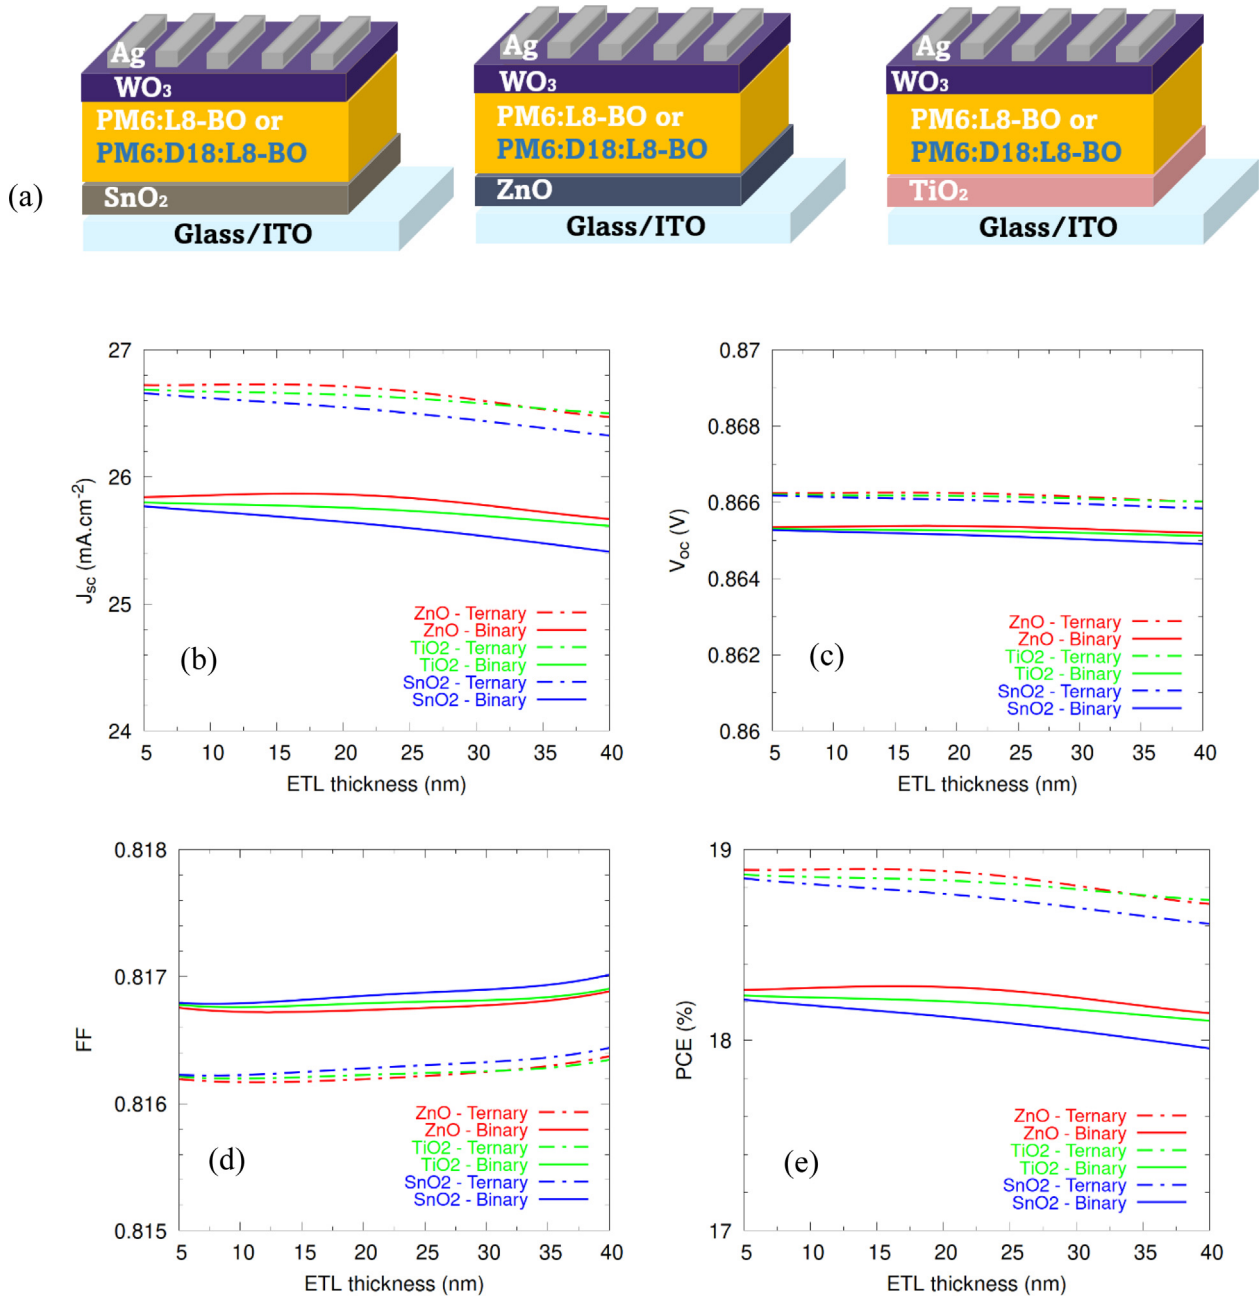 Ag
WO₃
PM6:L8-BO or
PM6:D18:L8-BO
SnO₂
Glass/ITO
Ag
WO₃
PM6:L8-BO or
PM6:D18:L8-BO
ZnO
Glass/ITO
Ag
WO₃
PM6:L8-BO or
PM6:D18:L8-BO
TiO₂
Glass/ITO
(a)
27
26
25
24
J_sc (mA.cm⁻²)
ZnO - Ternary
ZnO - Binary
TiO2 - Ternary
TiO2 - Binary
SnO2 - Ternary
SnO2 - Binary
(b)
5 10 15 20 25 30 35 40
ETL thickness (nm)
0.87
0.868
0.866
0.864
0.862
0.86
V_oc (V)
ZnO - Ternary
ZnO - Binary
TiO2 - Ternary
TiO2 - Binary
SnO2 - Ternary
SnO2 - Binary
(c)
5 10 15 20 25 30 35 40
ETL thickness (nm)
0.818
0.817
0.816
0.815
FF
ZnO - Ternary
ZnO - Binary
TiO2 - Ternary
TiO2 - Binary
SnO2 - Ternary
SnO2 - Binary
(d)
5 10 15 20 25 30 35 40
ETL thickness (nm)
19
18
17
PCE (%)
ZnO - Ternary
ZnO - Binary
TiO2 - Ternary
TiO2 - Binary
SnO2 - Ternary
SnO2 - Binary
(e)
5 10 15 20 25 30 35 40
ETL thickness (nm)